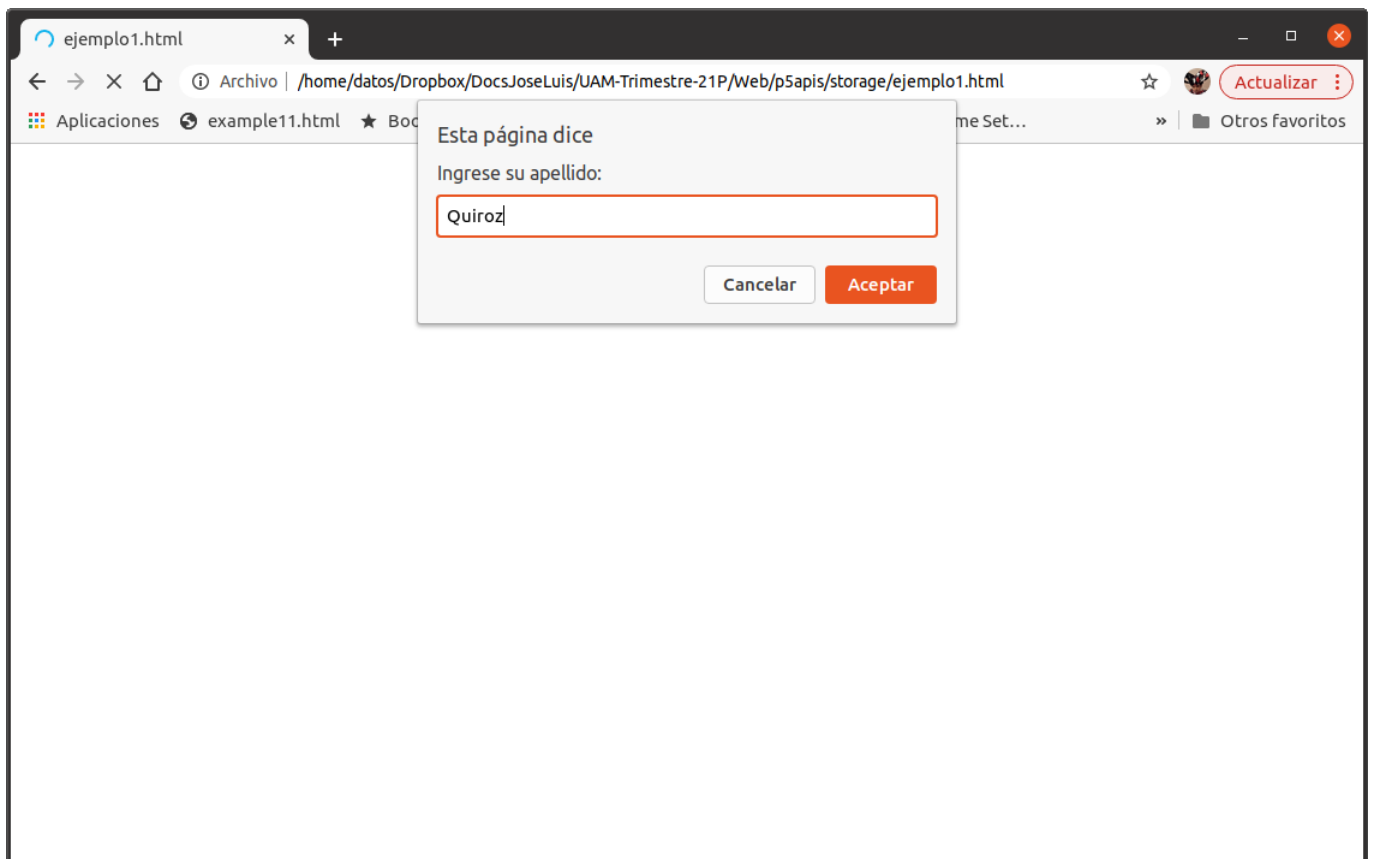 ejemplo1.html
Archivo | /home/datos/Dropbox/DocsJoseLuis/UAM-Trimestre-21P/Web/p5apis/storage/ejemplo1.html Actualizar
Aplicaciones example11.html Boo me Set… » Otros favoritos
Esta página dice
Ingrese su apellido:
Quiroz
Cancelar Aceptar